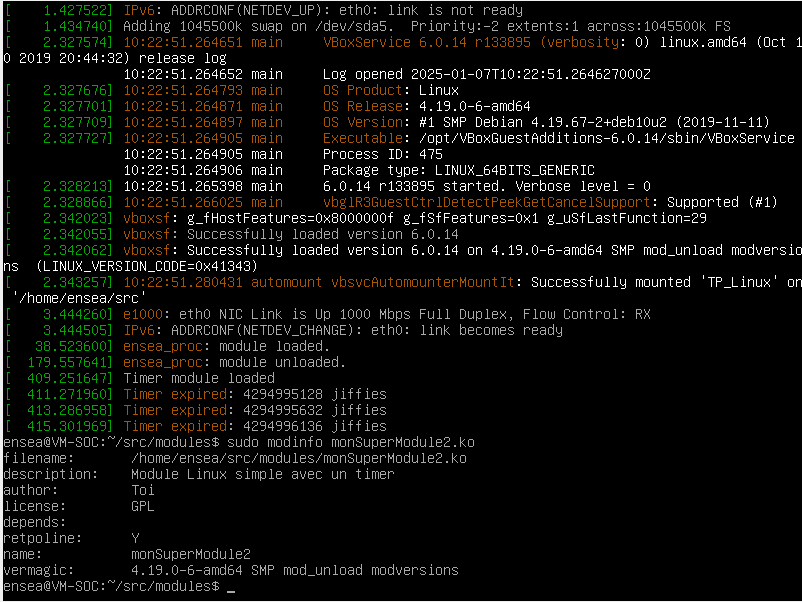 [    1.427522] IPv6: ADDRCONF(NETDEV_UP): eth0: link is not ready
[    1.434740] Adding 1045500k swap on /dev/sda5.  Priority:-2 extents:1 across:1045500k FS
[    2.327574] 10:22:51.264651 main     VBoxService 6.0.14 r133895 (verbosity: 0) linux.amd64 (Oct 1
0 2019 20:44:32) release log
               10:22:51.264652 main     Log opened 2025-01-07T10:22:51.264627000Z
[    2.327676] 10:22:51.264793 main     OS Product: Linux
[    2.327701] 10:22:51.264871 main     OS Release: 4.19.0-6-amd64
[    2.327709] 10:22:51.264897 main     OS Version: #1 SMP Debian 4.19.67-2+deb10u2 (2019-11-11)
[    2.327727] 10:22:51.264905 main     Executable: /opt/VBoxGuestAdditions-6.0.14/sbin/VBoxService
               10:22:51.264905 main     Process ID: 475
               10:22:51.264906 main     Package type: LINUX_64BITS_GENERIC
[    2.328213] 10:22:51.265398 main     6.0.14 r133895 started. Verbose level = 0
[    2.328866] 10:22:51.266025 main     vbglR3GuestCtrlDetectPeekGetCancelSupport: Supported (#1)
[    2.342023] vboxsf: g_fHostFeatures=0x8000000f g_fSfFeatures=0x1 g_uSfLastFunction=29
[    2.342055] vboxsf: Successfully loaded version 6.0.14
[    2.342062] vboxsf: Successfully loaded version 6.0.14 on 4.19.0-6-amd64 SMP mod_unload modversio
ns  (LINUX_VERSION_CODE=0x41343)
[    2.343257] 10:22:51.280431 automount vbsvcAutomounterMountIt: Successfully mounted 'TP_Linux' on
 '/home/ensea/src'
[    3.444260] e1000: eth0 NIC Link is Up 1000 Mbps Full Duplex, Flow Control: RX
[    3.444505] IPv6: ADDRCONF(NETDEV_CHANGE): eth0: link becomes ready
[   38.523600] ensea_proc: module loaded.
[  179.557641] ensea_proc: module unloaded.
[  409.251647] Timer module loaded
[  411.271960] Timer expired: 4294995128 jiffies
[  413.286958] Timer expired: 4294995632 jiffies
[  415.301969] Timer expired: 4294996136 jiffies
ensea@VM-SOC:~/src/modules$ sudo modinfo monSuperModule2.ko
filename:       /home/ensea/src/modules/monSuperModule2.ko
description:    Module Linux simple avec un timer
author:         Toi
license:        GPL
depends:
retpoline:      Y
name:           monSuperModule2
vermagic:       4.19.0-6-amd64 SMP mod_unload modversions
ensea@VM-SOC:~/src/modules$ _